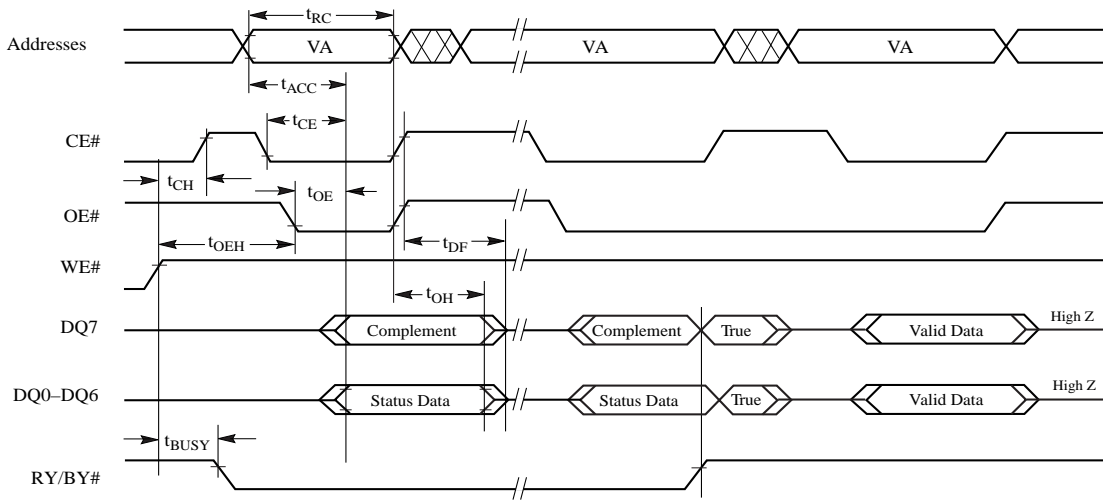 tRC
Addresses VA VA VA
tACC
tCE
CE#
tCH
tOE
OE#
tOEH
tDF
WE#
tOH
DQ7 Complement Complement True Valid Data High Z
DQ0–DQ6 Status Data Status Data True Valid Data High Z
tBUSY
RY/BY#